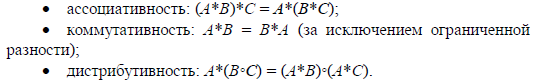 • ассоциативность: (A*B)*C = A*(B*C);
• коммутативность: A*B = B*A (за исключением ограниченной
разности);
• дистрибутивность: A*(B◦C) = (A*B)◦(A*C).